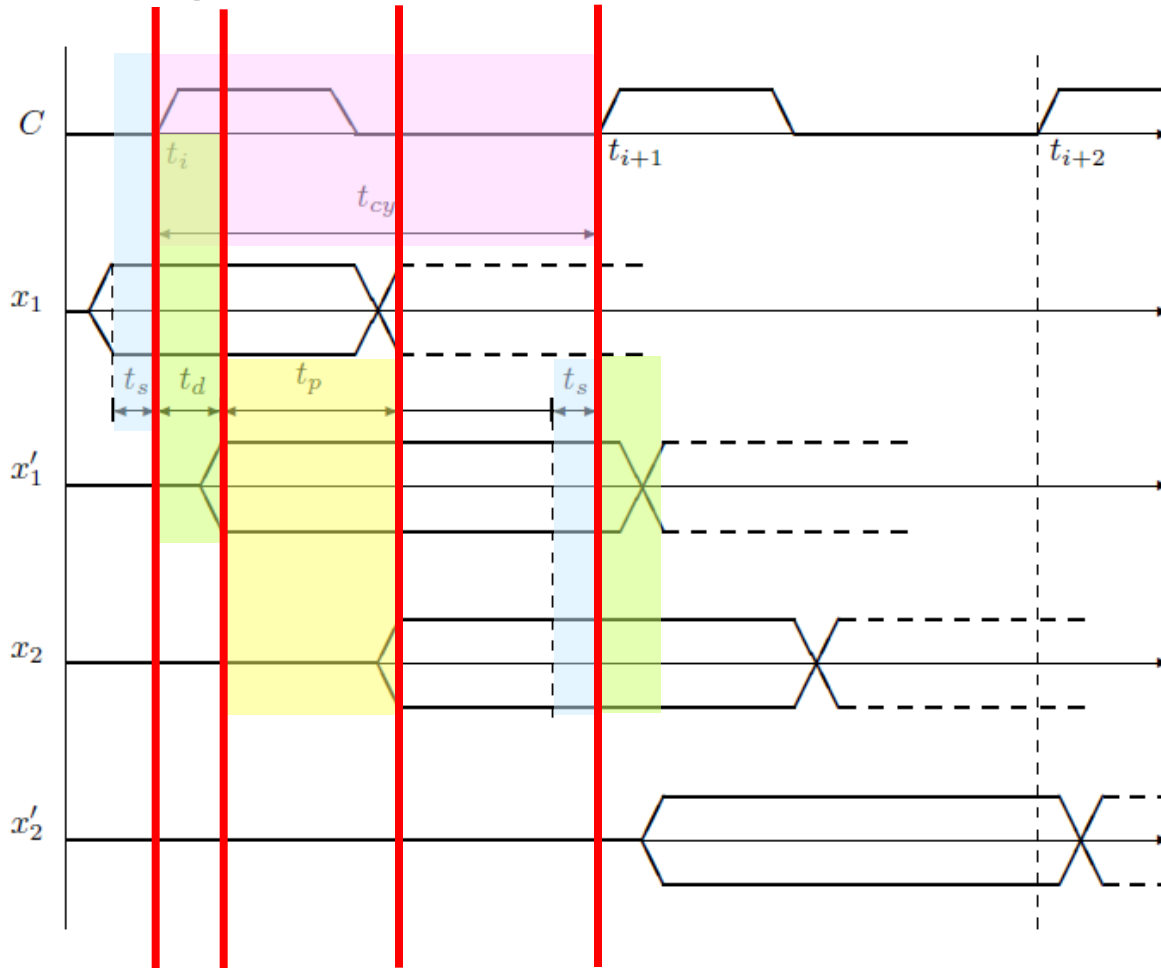 C
t_i
t_{i+1}
t_{i+2}
t_{cy}
x_1
t_s
t_d
t_p
t_s
x'_1
x_2
x'_2